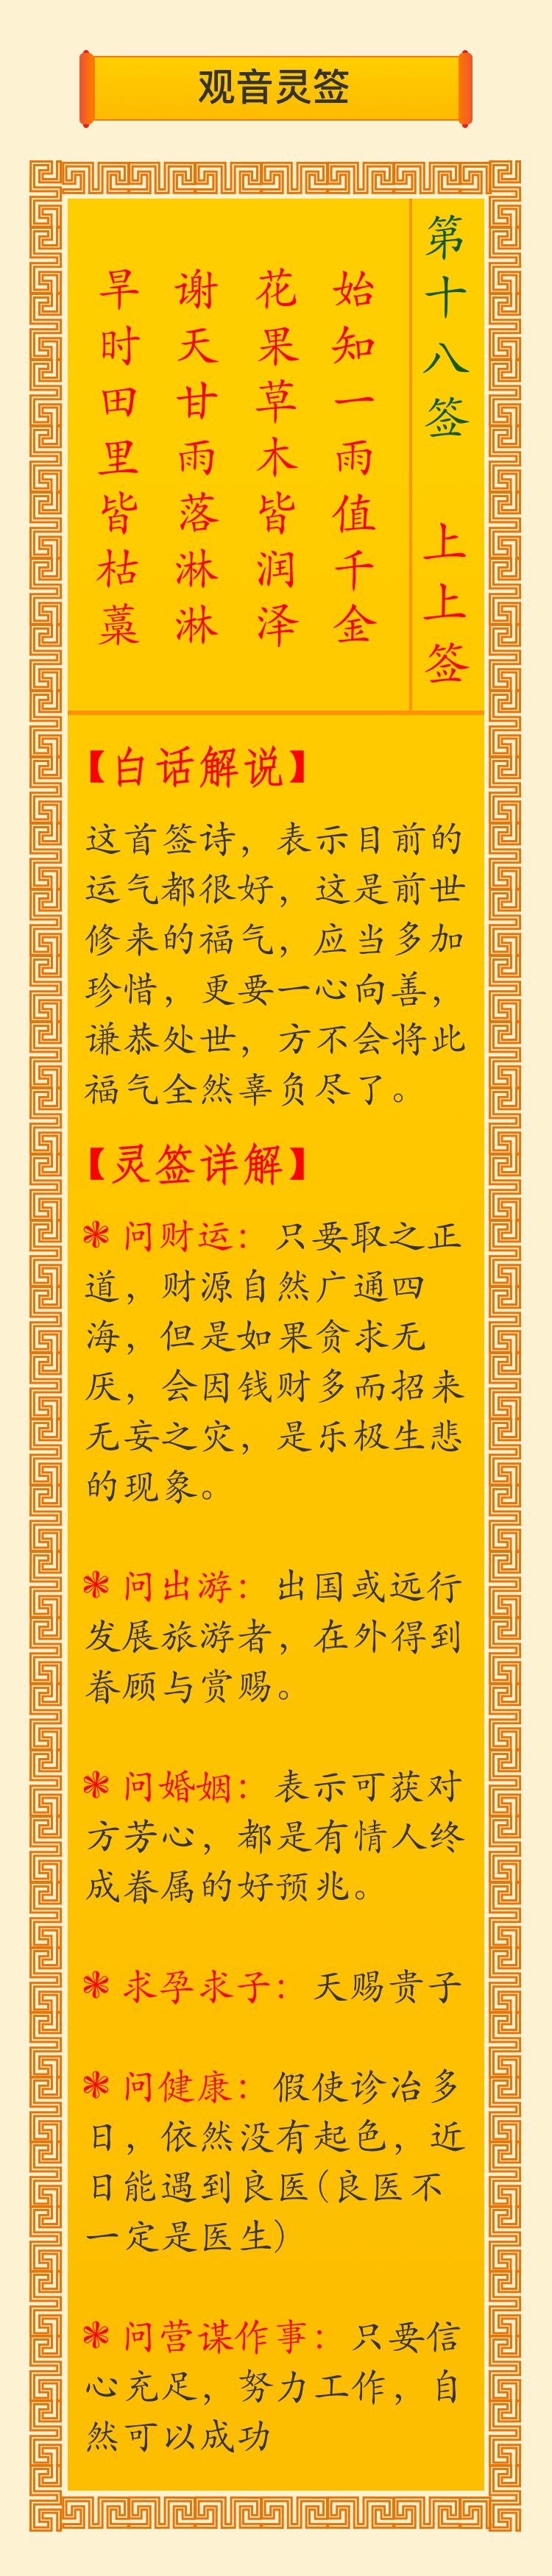 观音灵签
第十八签 上上签
旱时田里皆枯藁
谢天甘雨落淋淋
花果草木皆润泽
始知一雨值千金
【白话解说】
这首签诗，表示目前的
运气都很好，这是前世
修来的福气，应当多加
珍惜，更要一心向善，
谦恭处世，方不会将此
福气全然辜负尽了。
【灵签详解】
❃ 问财运：只要取之正
道，财源自然广通四
海，但是如果贪求无
厌，会因钱财多而招来
无妄之灾，是乐极生悲
的现象。
❃ 问出游：出国或远行
发展旅游者，在外得到
眷顾与赏赐。
❃ 问婚姻：表示可获对
方芳心，都是有情人终
成眷属的好预兆。
❃ 求孕求子：天赐贵子
❃ 问健康：假使诊冶多
日，依然没有起色，近
日能遇到良医（良医不
一定是医生）
❃ 问营谋作事：只要信
心充足，努力工作，自
然可以成功